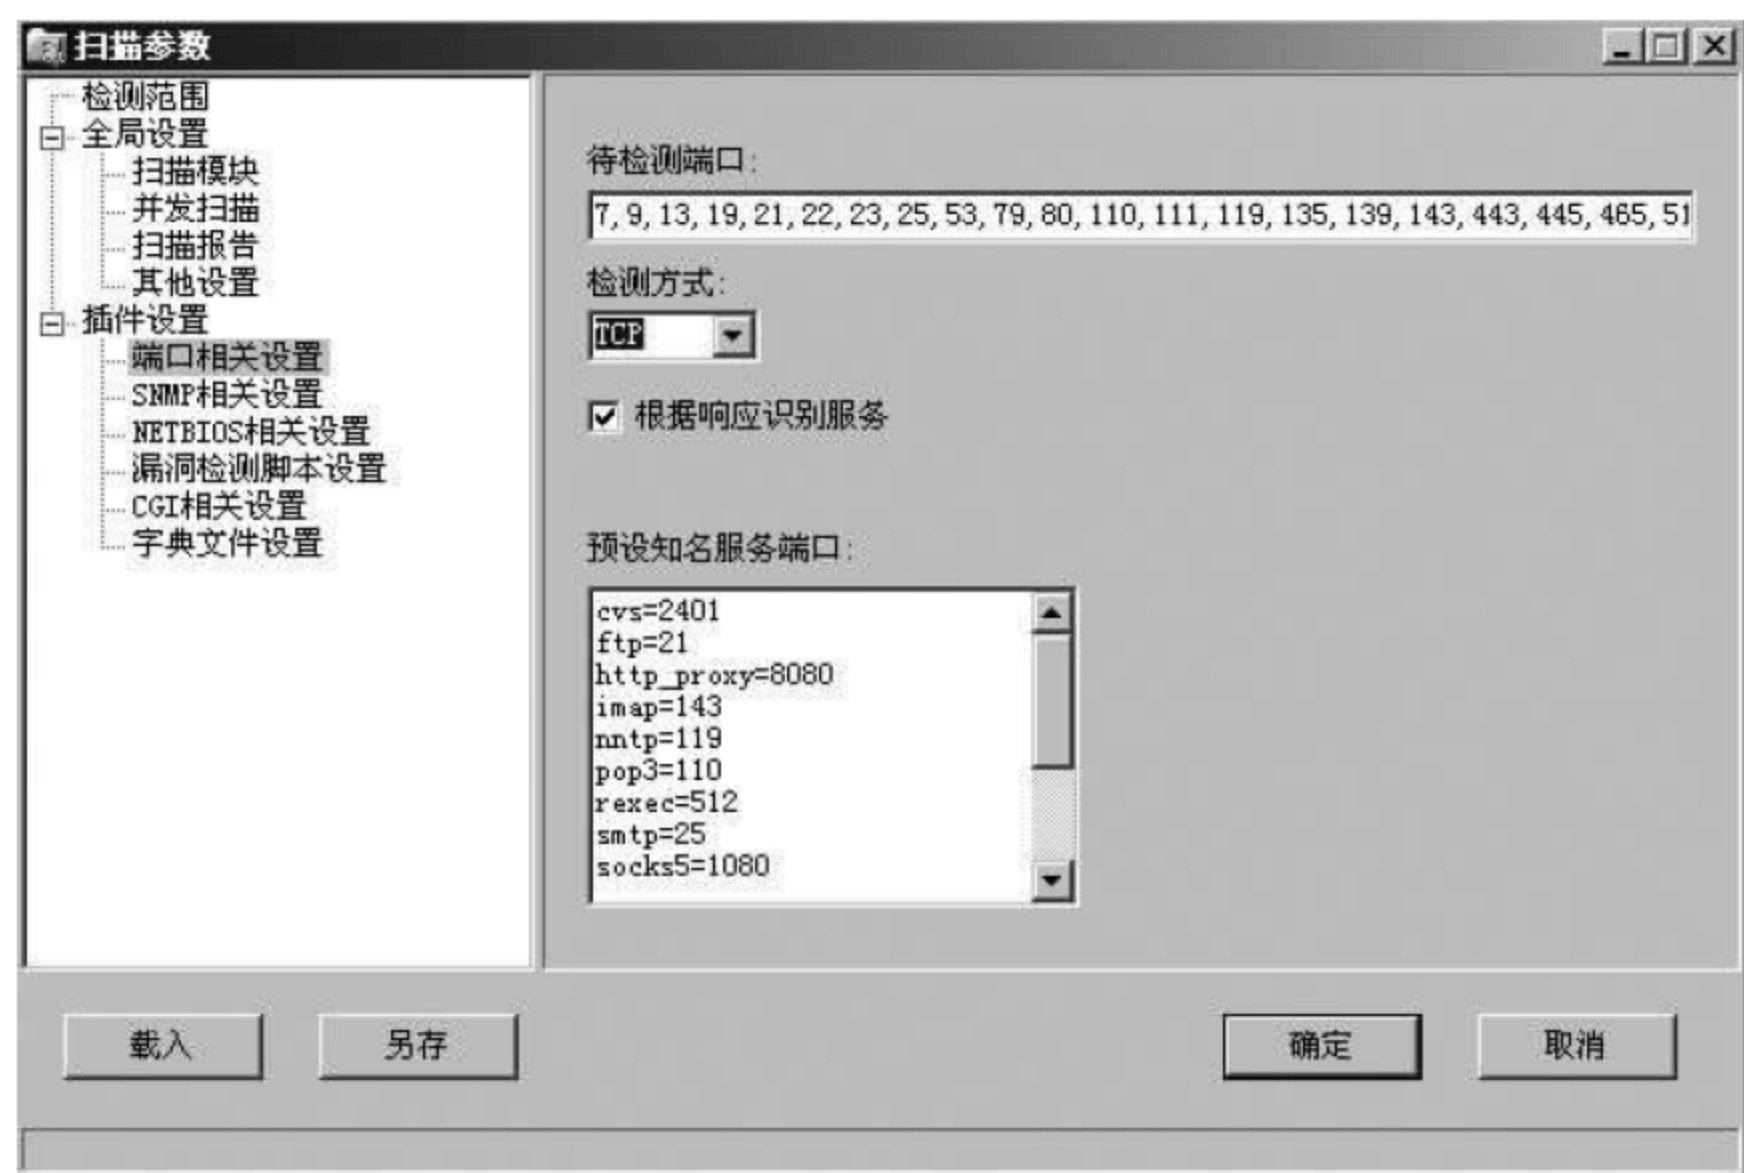 扫描参数
检测范围
全局设置
扫描模块
并发扫描
扫描报告
其他设置
插件设置
端口相关设置
SNMP相关设置
NETBIOS相关设置
漏洞检测脚本设置
CGI相关设置
字典文件设置
待检测端口:
7, 9, 13, 19, 21, 22, 23, 25, 53, 79, 80, 110, 111, 119, 135, 139, 143, 443, 445, 465, 51
检测方式:
TCP
根据响应识别服务
预设知名服务端口:
cvs=2401
ftp=21
http_proxy=8080
imap=143
nntp=119
pop3=110
rexec=512
smtp=25
socks5=1080
载入
另存
确定
取消